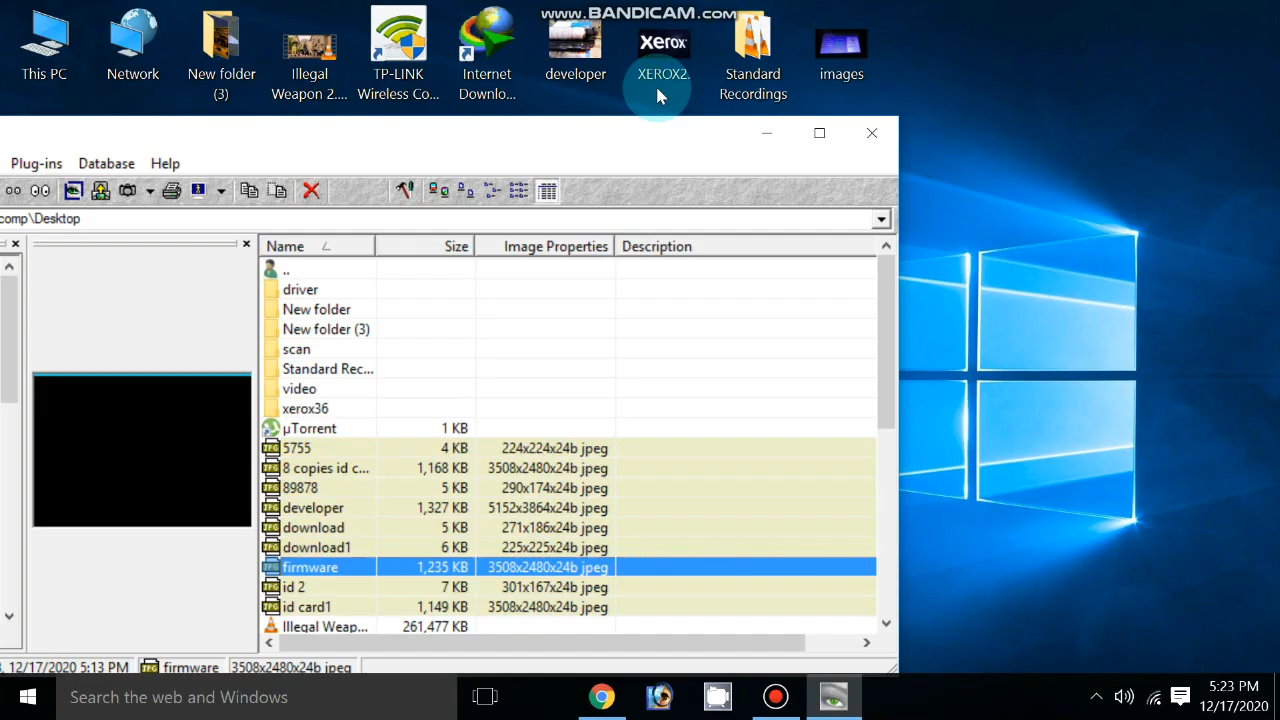 www.BANDICAM.com
This PC
Network
New folder
(3)
Illegal
Weapon 2....
TP-LINK
Wireless Co...
Internet
Downlo...
developer
xerox
XEROX2.
Standard
Recordings
images
Plug-ins Database Help
comp\Desktop
Name Size Image Properties Description
..
driver
New folder
New folder (3)
scan
Standard Rec...
video
xerox36
µTorrent 1 KB
5755 4 KB 224x224x24b jpeg
8 copies id c... 1,168 KB 3508x2480x24b jpeg
89878 5 KB 290x174x24b jpeg
developer 1,327 KB 5152x3864x24b jpeg
download 5 KB 271x186x24b jpeg
download1 6 KB 225x225x24b jpeg
firmware 1,235 KB 3508x2480x24b jpeg
id 2 7 KB 301x167x24b jpeg
id card1 1,149 KB 3508x2480x24b jpeg
Illegal Weap... 261,477 KB
, 12/17/2020 5:13 PM firmware 3508x2480x24b jpeg
Search the web and Windows
5:23 PM
12/17/2020